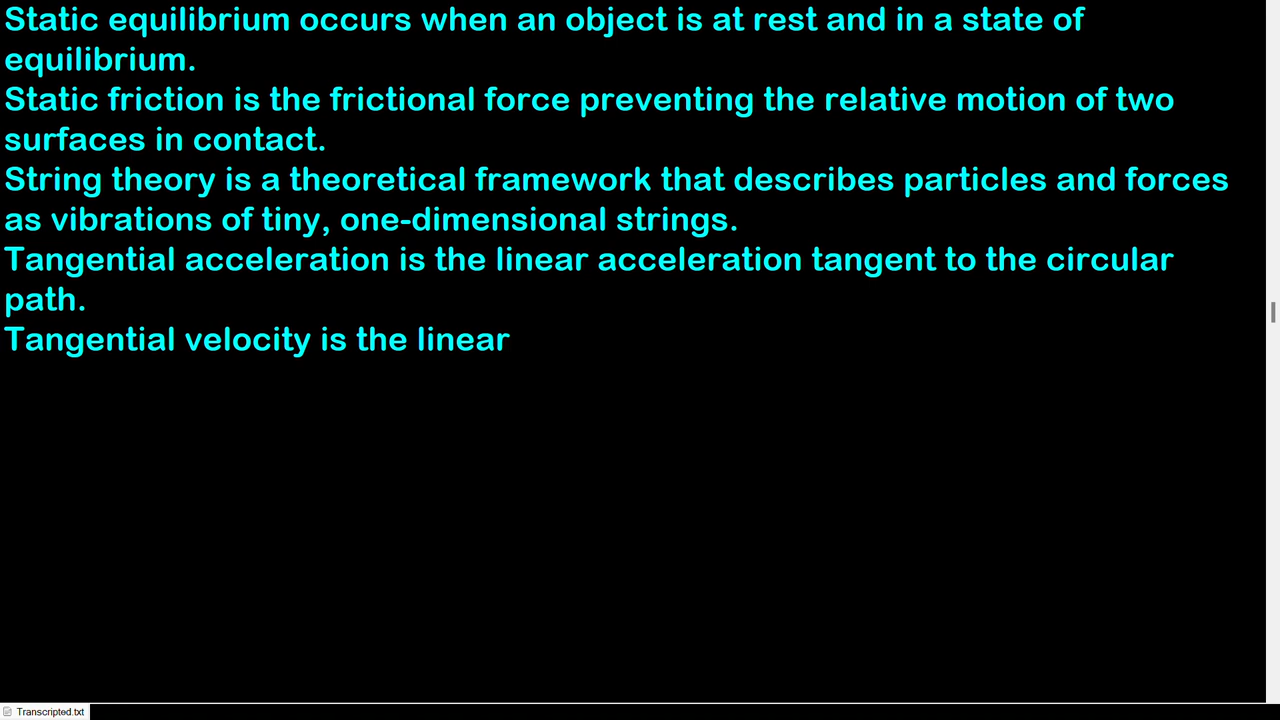 Static equilibrium occurs when an object is at rest and in a state of
equilibrium.
Static friction is the frictional force preventing the relative motion of two
surfaces in contact.
String theory is a theoretical framework that describes particles and forces
as vibrations of tiny, one-dimensional strings.
Tangential acceleration is the linear acceleration tangent to the circular
path.
Tangential velocity is the linear
Transcripted.txt